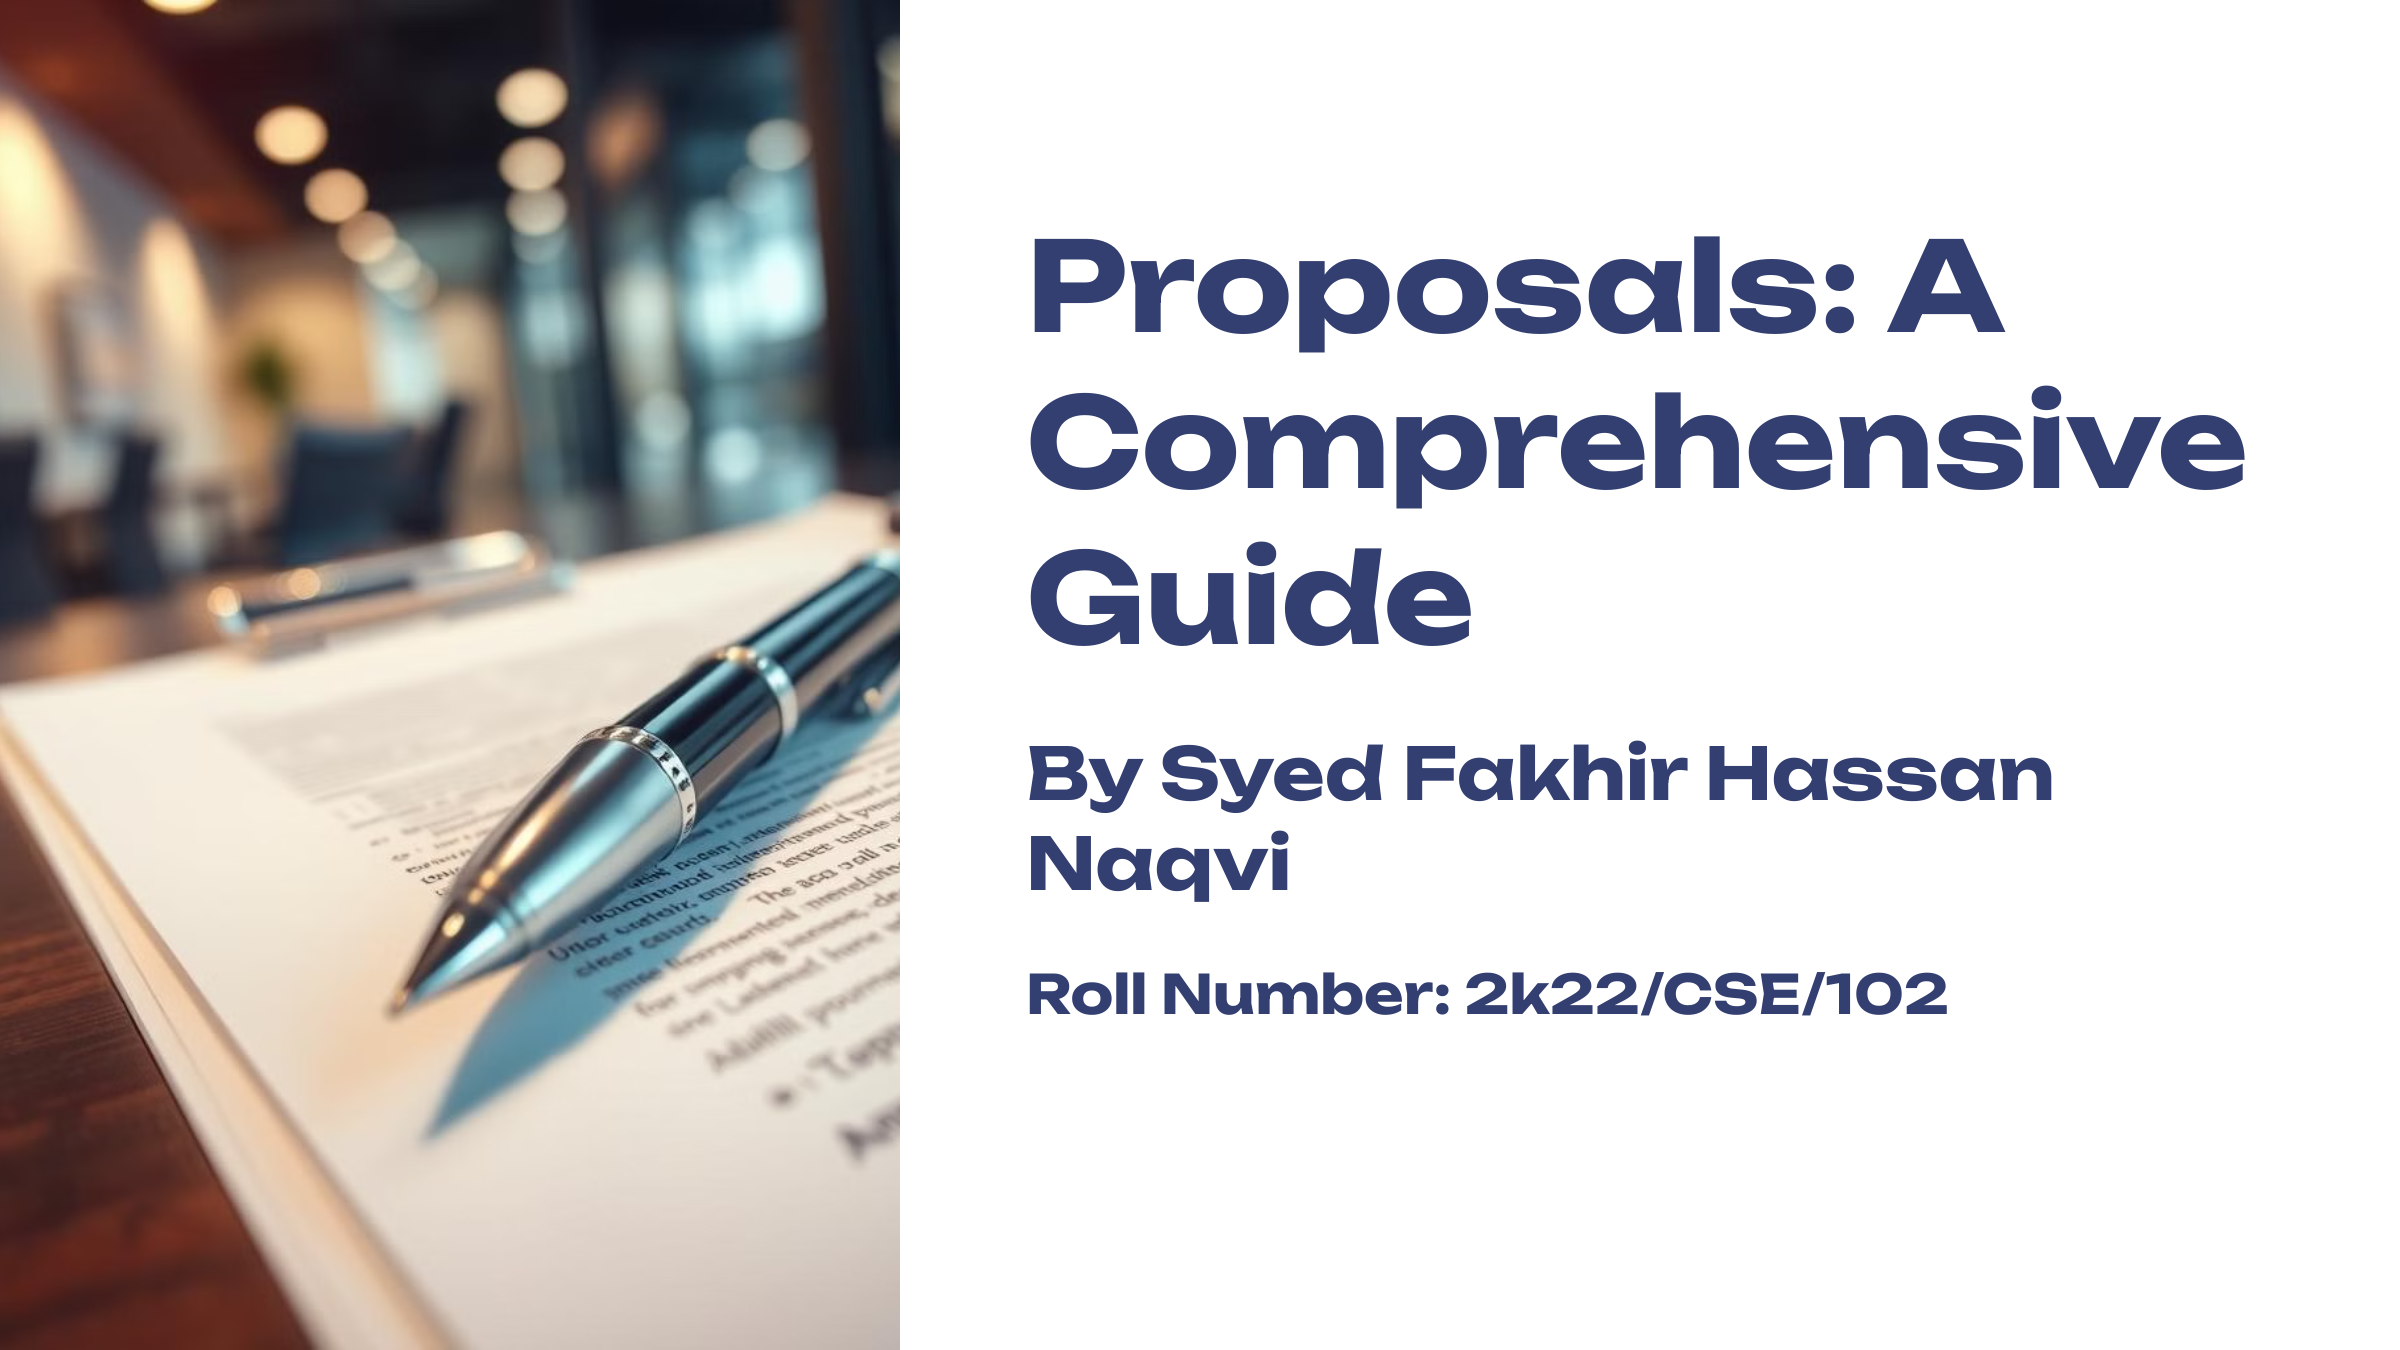 Proposals: A
Comprehensive
Guide
By Syed Fakhir Hassan
Naqvi
Roll Number: 2k22/CSE/102